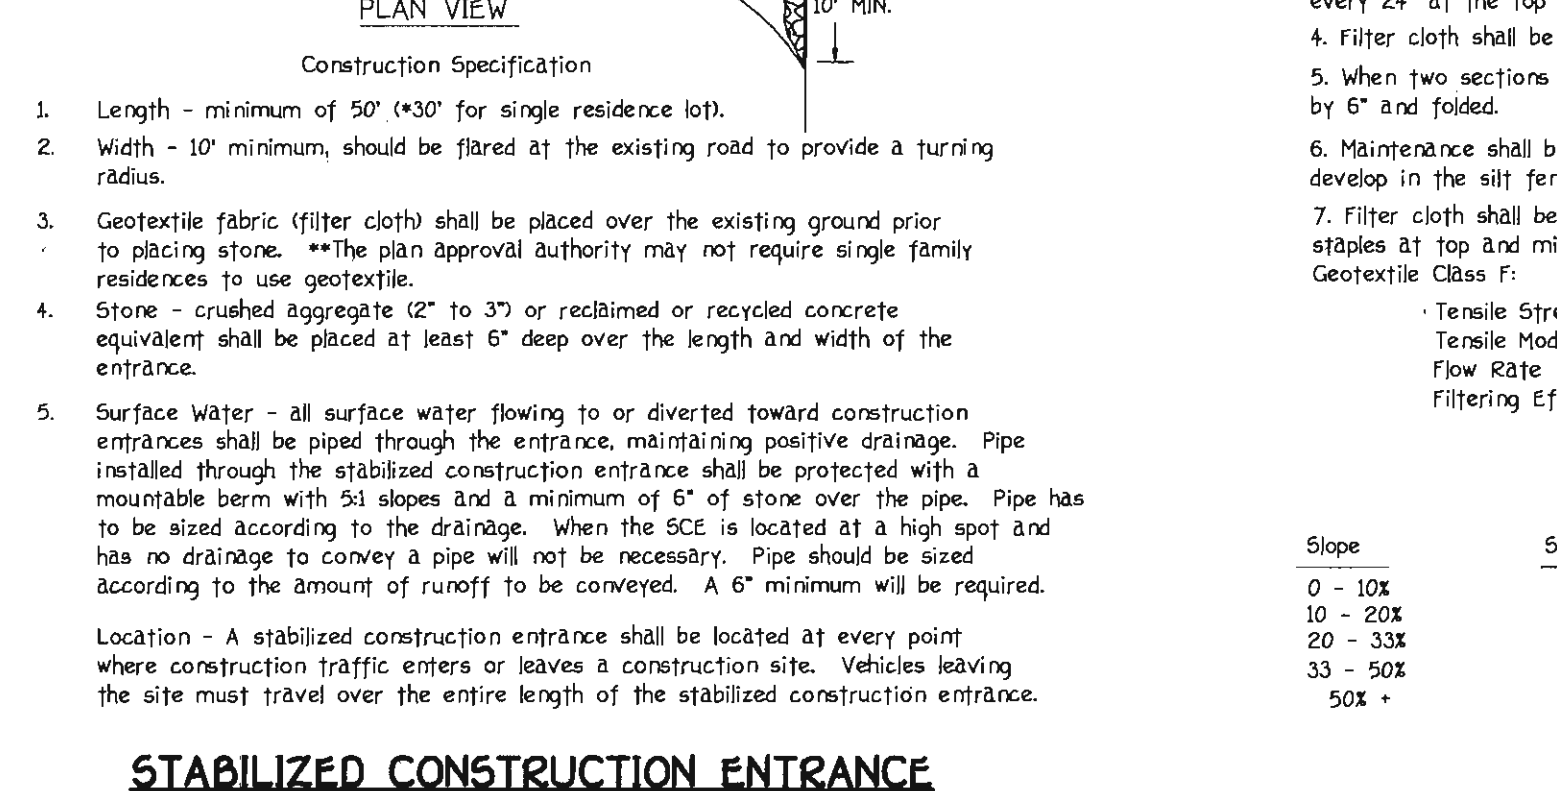 PLAN VIEW
10' MIN.
Construction Specification
1. Length - minimum of 50' (*30' for single residence lot).
2. Width - 10' minimum, should be flared at the existing road to provide a turning
radius.
3. Geotextile fabric (filter cloth) shall be placed over the existing ground prior
to placing stone. **The plan approval authority may not require single family
residences to use geotextile.
4. Stone - crushed aggregate (2" to 3") or reclaimed or recycled concrete
equivalent shall be placed at least 6" deep over the length and width of the
entrance.
5. Surface Water - all surface water flowing to or diverted toward construction
entrances shall be piped through the entrance, maintaining positive drainage. Pipe
installed through the stabilized construction entrance shall be protected with a
mountable berm with 5:1 slopes and a minimum of 6" of stone over the pipe. Pipe has
to be sized according to the drainage. When the SCE is located at a high spot and
has no drainage to convey a pipe will not be necessary. Pipe should be sized
according to the amount of runoff to be conveyed. A 6" minimum will be required.
Location - A stabilized construction entrance shall be located at every point
where construction traffic enters or leaves a construction site. Vehicles leaving
the site must travel over the entire length of the stabilized construction entrance.
STABILIZED CONSTRUCTION ENTRANCE
every 24" at the top
4. Filter cloth shall be
5. When two sections
by 6" and folded.
6. Maintenance shall b
develop in the silt fen
7. Filter cloth shall be
staples at top and mi
Geotextile Class F:
Tensile Stre
Tensile Mod
Flow Rate
Filtering Ef
Slope S
0 - 10%
10 - 20%
20 - 33%
33 - 50%
50% +